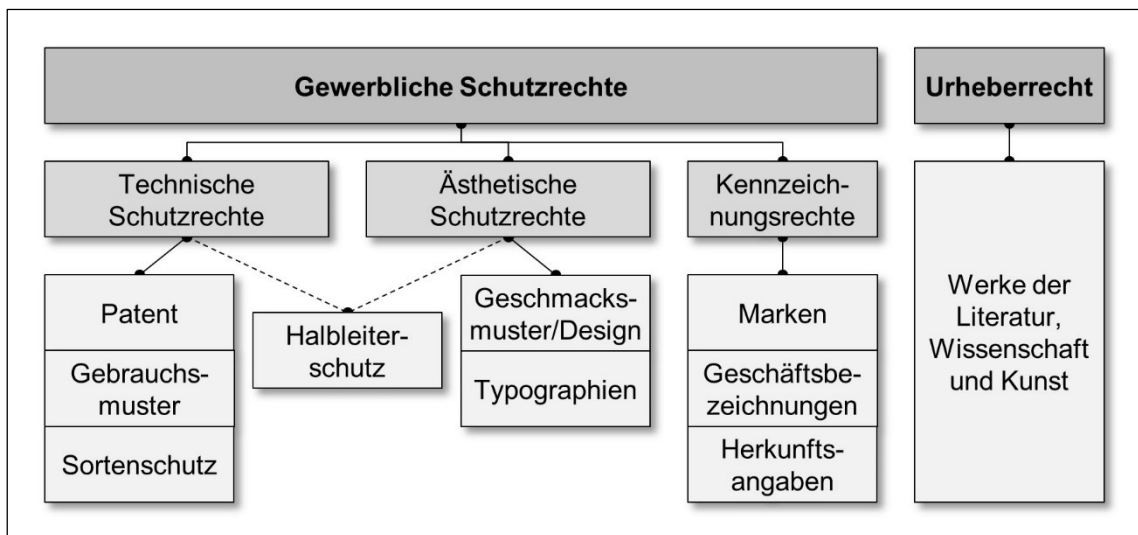 Gewerbliche Schutzrechte
Urheberrecht
Technische
Schutzrechte
Ästhetische
Schutzrechte
Kennzeich-
nungsrechte
Patent
Gebrauchs-
muster
Sortenschutz
Halbleiter-
schutz
Geschmacks-
muster/Design
Typographien
Marken
Geschäftsbe-
zeichnungen
Herkunfts-
angaben
Werke der
Literatur,
Wissenschaft
und Kunst